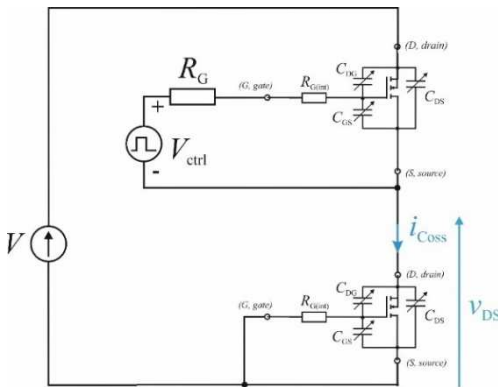 (D, drain)
R_G
(G, gate)
R_G(int)
C_DG
C_GS
C_DS
+
V_ctrl
-
(S, source)
i_Coss
V
(D, drain)
(G, gate)
R_G(int)
C_DG
C_GS
C_DS
v_DS
(S, source)